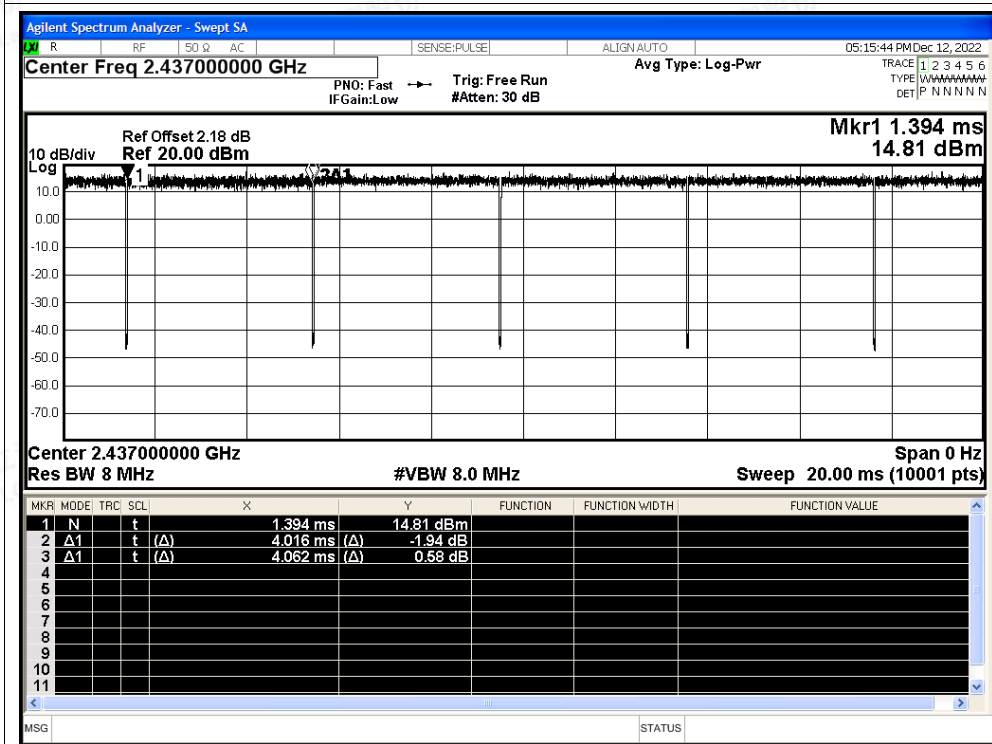 Agilent Spectrum Analyzer - Swept SA
LXI R RF 50 Ω AC SENSE:PULSE ALIGN AUTO 05:15:44 PM Dec 12, 2022
Center Freq 2.437000000 GHz Avg Type: Log-Pwr TRACE 1 2 3 4 5 6
PNO: Fast Trig: Free Run TYPE W
IFGain:Low #Atten: 30 dB DET P N N N N N
Mkr1 1.394 ms
Ref Offset 2.18 dB
10 dB/div Ref 20.00 dBm 14.81 dBm
Log
1
10.0
0.00
-10.0
-20.0
-30.0
-40.0
-50.0
-60.0
-70.0
Center 2.437000000 GHz Span 0 Hz
Res BW 8 MHz #VBW 8.0 MHz Sweep 20.00 ms (10001 pts)
MKR MODE TRC SCL X Y FUNCTION FUNCTION WIDTH FUNCTION VALUE
1 N t 1.394 ms 14.81 dBm
2 Δ1 t (Δ) 4.016 ms (Δ) -1.94 dB
3 Δ1 t (Δ) 4.062 ms (Δ) 0.58 dB
4
5
6
7
8
9
10
11
MSG STATUS